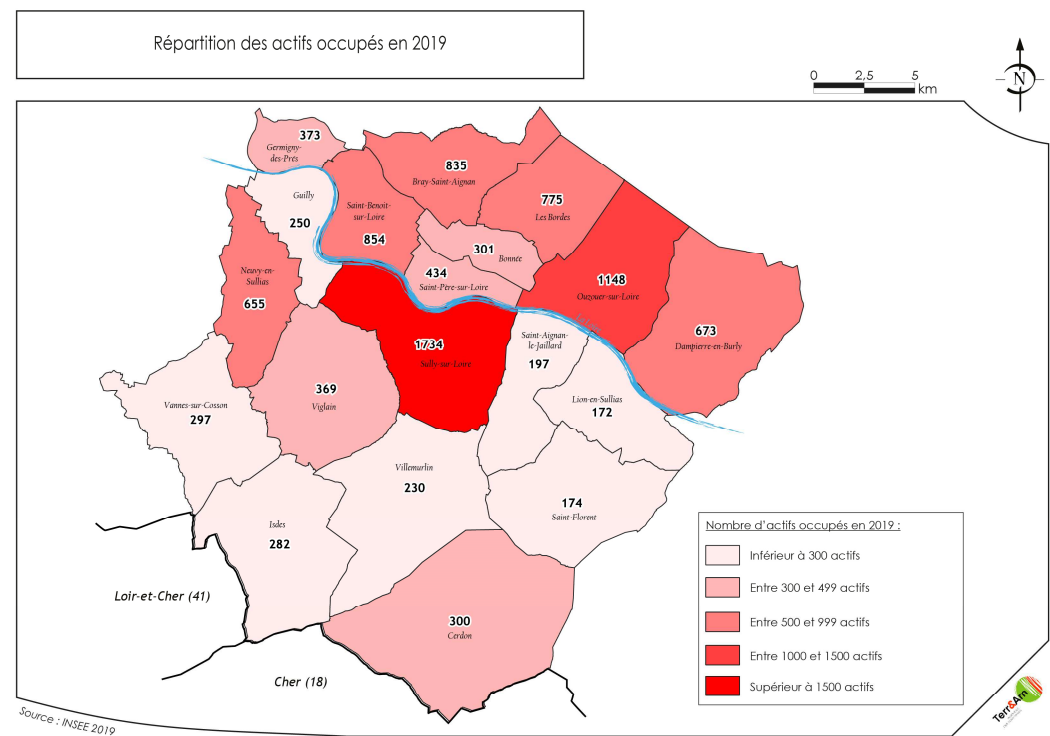 Répartition des actifs occupés en 2019
0 2,5 5
km
N
373
Germigny-
des-Prés
835
Bray-Saint-Aignan
Guilly
250
Saint-Benoit-
sur-Loire
854
775
Les Bordes
301
Bonnée
434
Saint-Père-sur-Loire
Neuvy-en-
Sullias
655
1148
Ouzouer-sur-Loire
673
Dampierre-en-Burly
1734
Sully-sur-Loire
Saint-Aignan-
le-Jaillard
197
369
Viglain
Lion-en-Sullias
172
Vannes-sur-Cosson
297
Villemurlin
230
174
Saint-Florent
Isdes
282
300
Cerdon
Loir-et-Cher (41)
Cher (18)
Nombre d'actifs occupés en 2019 :
Inférieur à 300 actifs
Entre 300 et 499 actifs
Entre 500 et 999 actifs
Entre 1000 et 1500 actifs
Supérieur à 1500 actifs
Source : INSEE 2019
Terr&Am